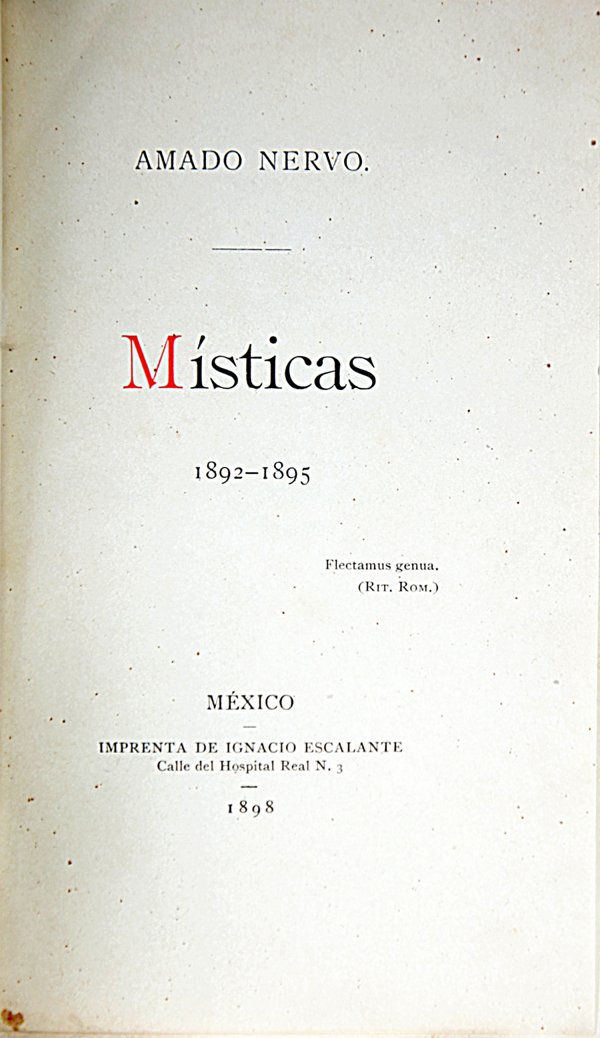 AMADO NERVO.
Místicas
1892–1895
Flectamus genua.
(RIT. ROM.)
MÉXICO
IMPRENTA DE IGNACIO ESCALANTE
Calle del Hospital Real N. 3
1898